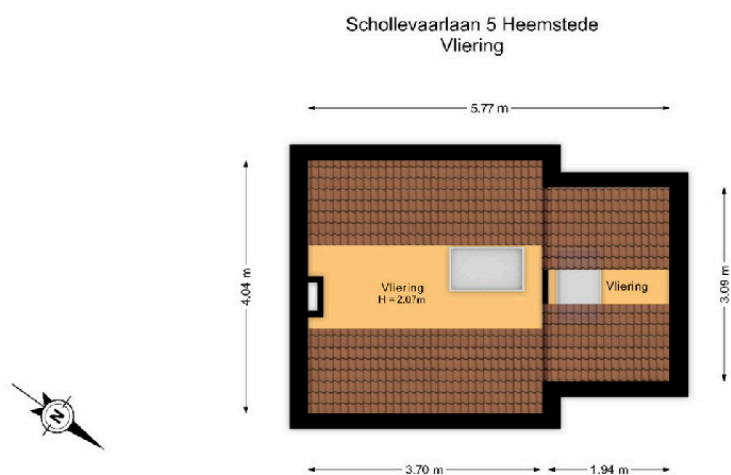 Schollevaarlaan 5 Heemstede
Vliering
5.77 m
4.04 m
Vliering
H = 2.07m
Vliering
3.09 m
N
3.70 m
1.94 m